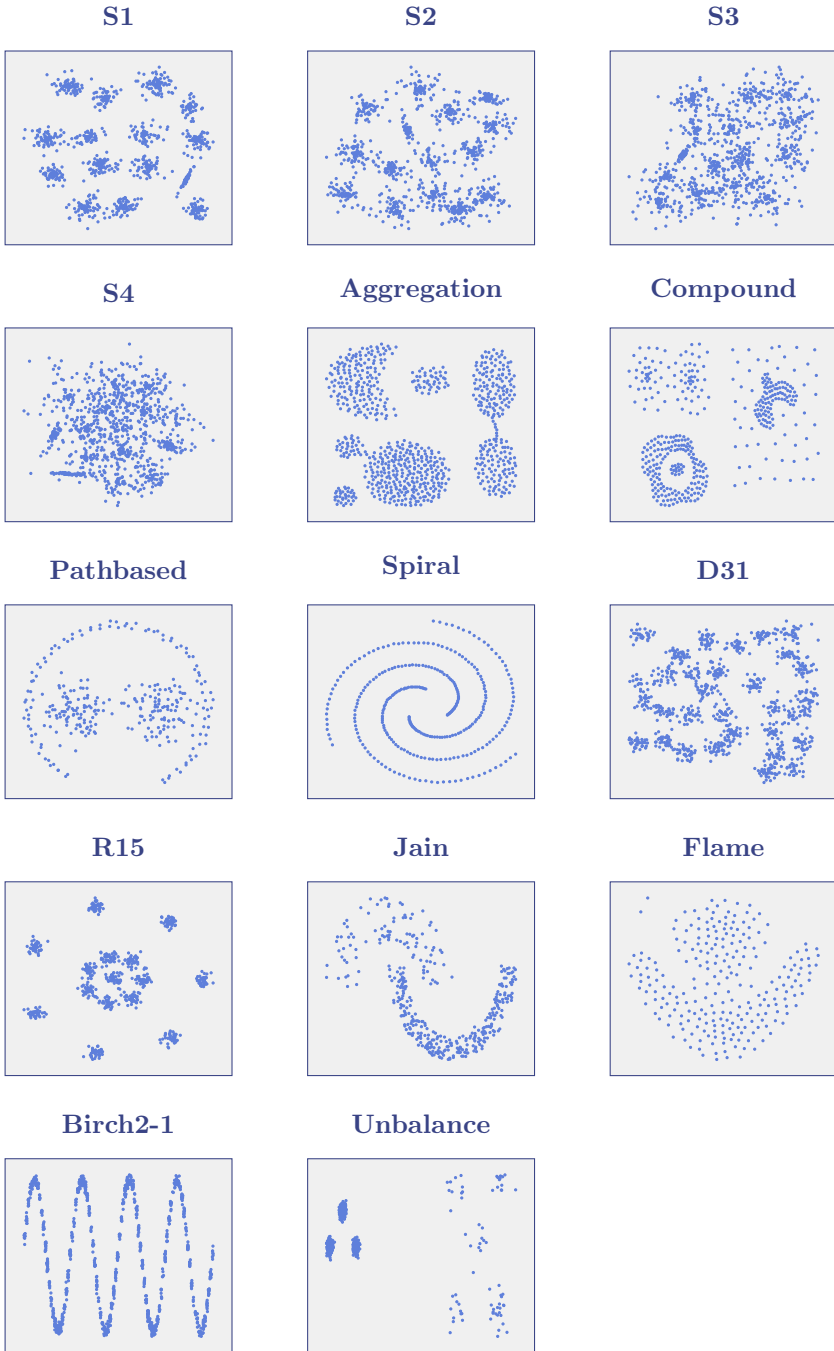 S1
S2
S3
S4
Aggregation
Compound
Pathbased
Spiral
D31
R15
Jain
Flame
Birch2-1
Unbalance